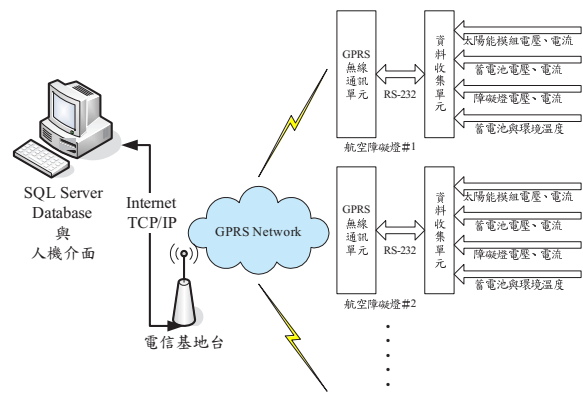 SQL Server
Database
與
人機介面
Internet
TCP/IP
電信基地台
GPRS Network
GPRS
無線
通訊
單元
RS-232
資料收集單元
太陽能模組電壓、電流
蓄電池電壓、電流
障礙燈電壓、電流
蓄電池與環境溫度
航空障礙燈#1
GPRS
無線
通訊
單元
RS-232
資料收集單元
太陽能模組電壓、電流
蓄電池電壓、電流
障礙燈電壓、電流
蓄電池與環境溫度
航空障礙燈#2